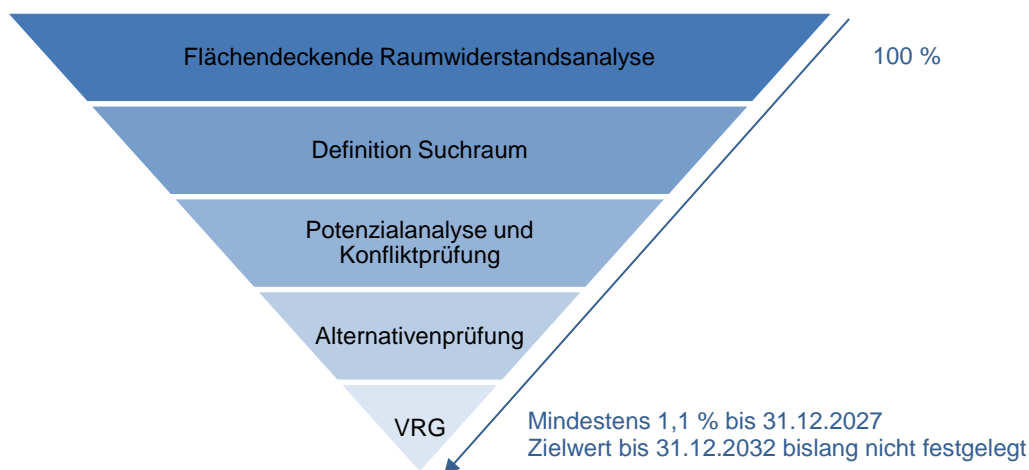 Flächendeckende Raumwiderstandsanalyse
100 %
Definition Suchraum
Potenzialanalyse und
Konfliktprüfung
Alternativenprüfung
VRG
Mindestens 1,1 % bis 31.12.2027
Zielwert bis 31.12.2032 bislang nicht festgelegt